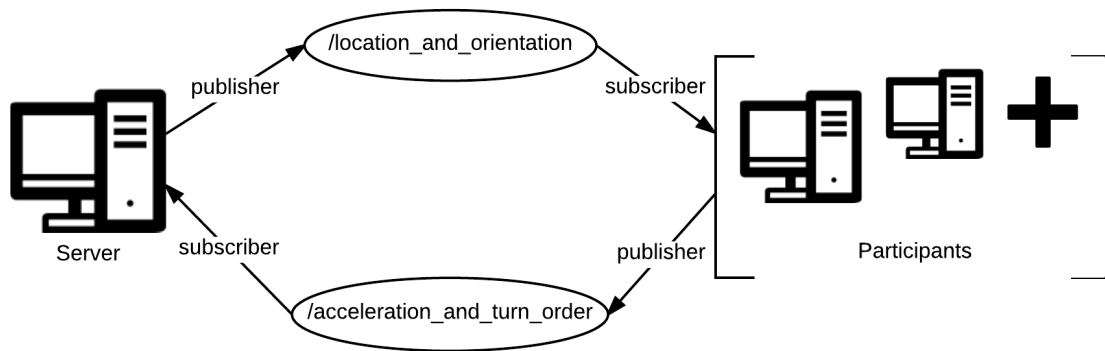 /location_and_orientation
publisher
subscriber
Server
subscriber
publisher
Participants
/acceleration_and_turn_order